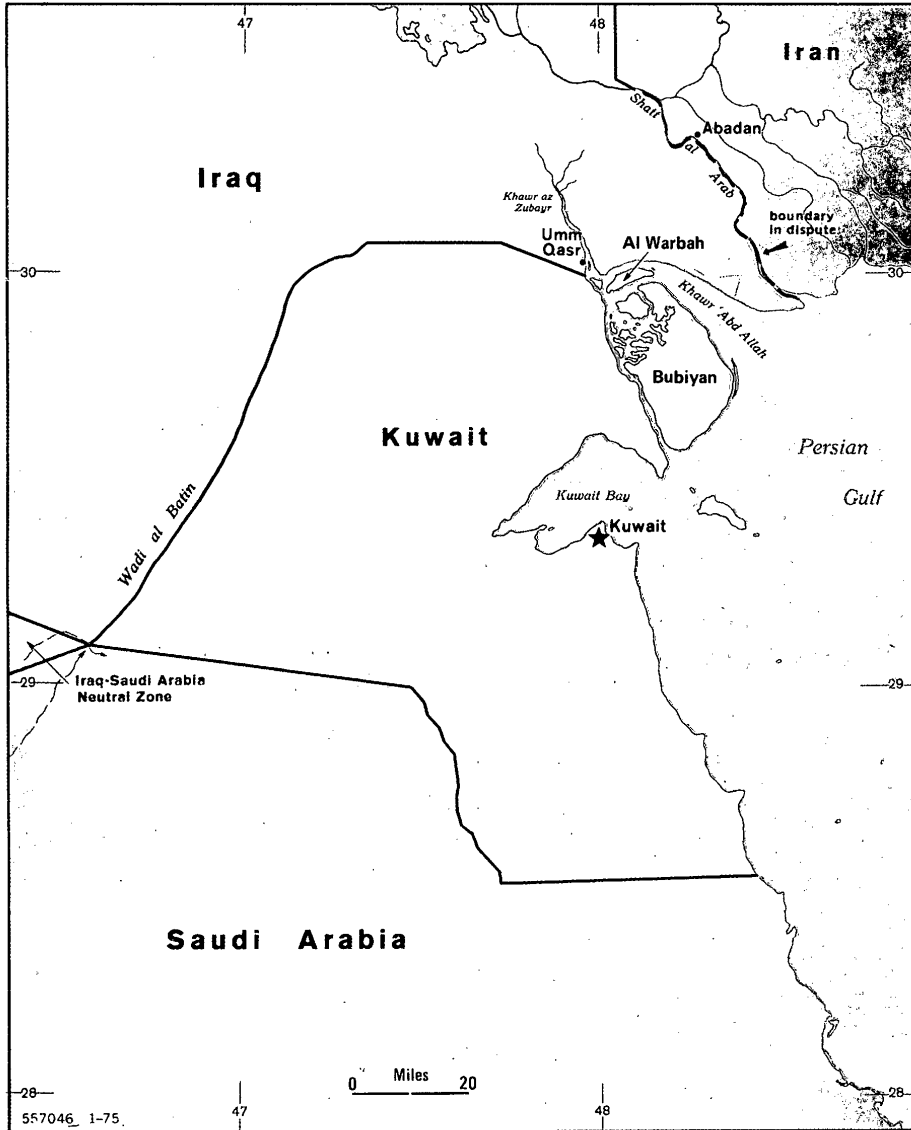 47
48
Iran
Shatt
al
Arab
Abadan
Iraq
Khawr az
Zubayr
boundary
in dispute
Umm
Qasr
Al Warbah
30
30
Khawr 'Abd Allah
Bubiyan
Kuwait
Persian
Gulf
Kuwait Bay
Kuwait
Wadi al Batin
Iraq-Saudi Arabia
Neutral Zone
29
29
Saudi Arabia
Miles
0 20
28
28
47
48
557046 1-75